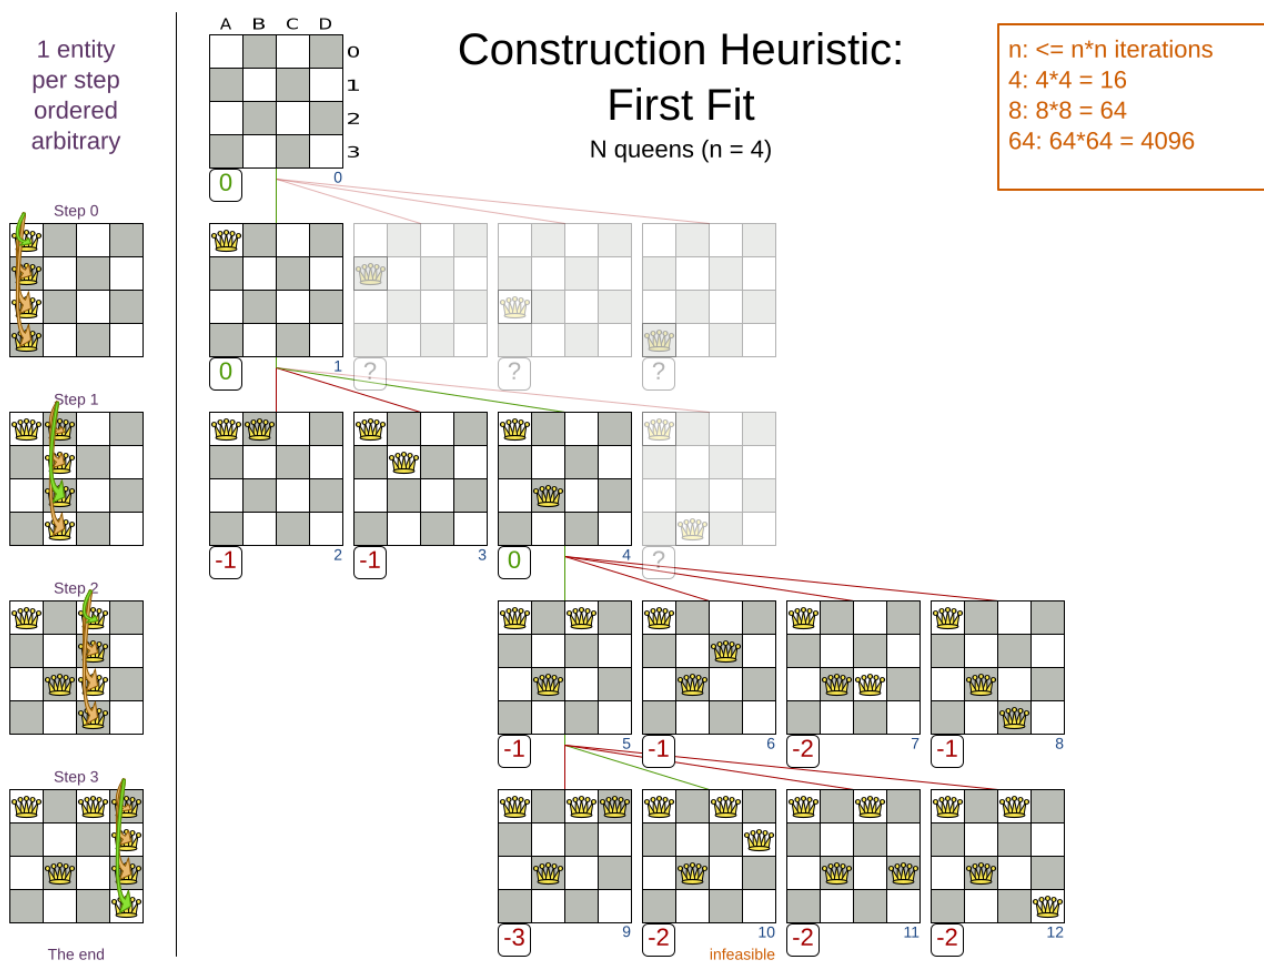 1 entity
per step
ordered
arbitrary
A B C D
0
1
2
3
Construction Heuristic:
First Fit
N queens (n = 4)
n: <= n*n iterations
4: 4*4 = 16
8: 8*8 = 64
64: 64*64 = 4096
0 0
Step 0
0 1 ? ? ?
Step 1
-1 2 -1 3 0 4 ?
Step 2
-1 5 -1 6 -2 7 -1 8
Step 3
-3 9 -2 10 -2 11 -2 12
The end
infeasible